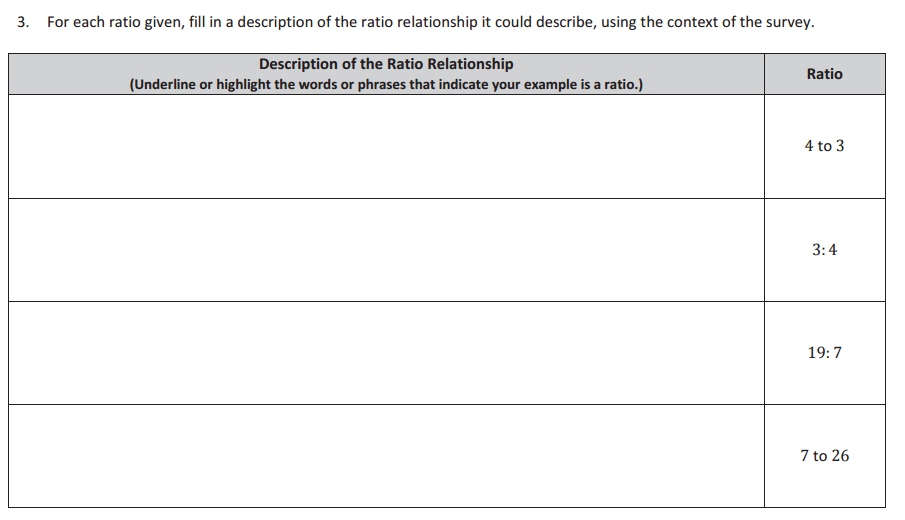 3. For each ratio given, fill in a description of the ratio relationship it could describe, using the context of the survey.
Description of the Ratio Relationship
(Underline or highlight the words or phrases that indicate your example is a ratio.)
Ratio
4 to 3
3: 4
19: 7
7 to 26